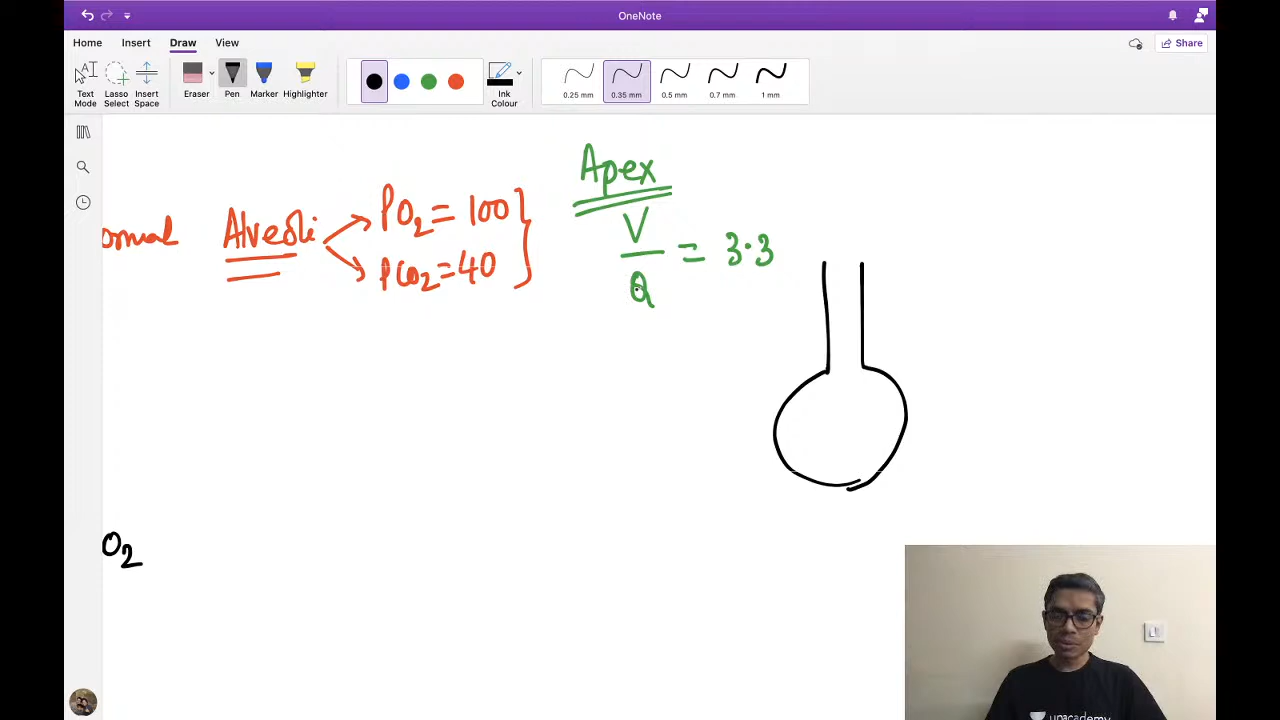 OneNote
Home Insert Draw View
Share
Text Mode
Lasso Select
Insert Space
Eraser
Pen
Marker
Highlighter
Ink Colour
0.25 mm
0.35 mm
0.5 mm
0.7 mm
1 mm
Apex
Alveoli
PO2 = 100
PCO2 = 40
V
Q
= 3.3
O2
unacademy